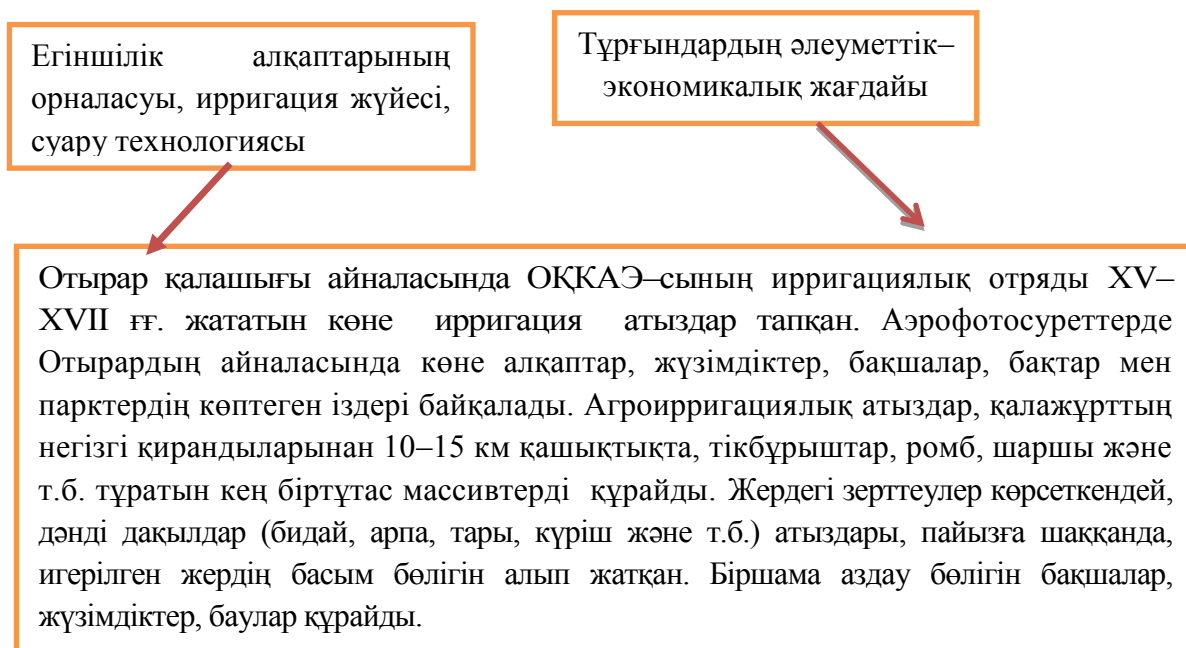 Егіншілік алқаптарының
орналасуы, ирригация жүйесі,
суару технологиясы
Тұрғындардың әлеуметтік–
экономикалық жағдайы
Отырар қалашығы айналасында ОҚКАЭ–сының ирригациялық отряды XV–
XVII ғғ. жататын көне ирригация атыздар тапқан. Аэрофотосуреттерде
Отырардың айналасында көне алқаптар, жүзімдіктер, бақшалар, бақтар мен
парктердің көптеген іздері байқалады. Агроирригациялық атыздар, қалажұрттың
негізгі қирандыларынан 10–15 км қашықтықта, тікбұрыштар, ромб, шаршы және
т.б. тұратын кең біртұтас массивтерді құрайды. Жердегі зерттеулер көрсеткендей,
дәнді дақылдар (бидай, арпа, тары, күріш және т.б.) атыздары, пайызға шаққанда,
игерілген жердің басым бөлігін алып жатқан. Біршама аздау бөлігін бақшалар,
жүзімдіктер, баулар құрайды.